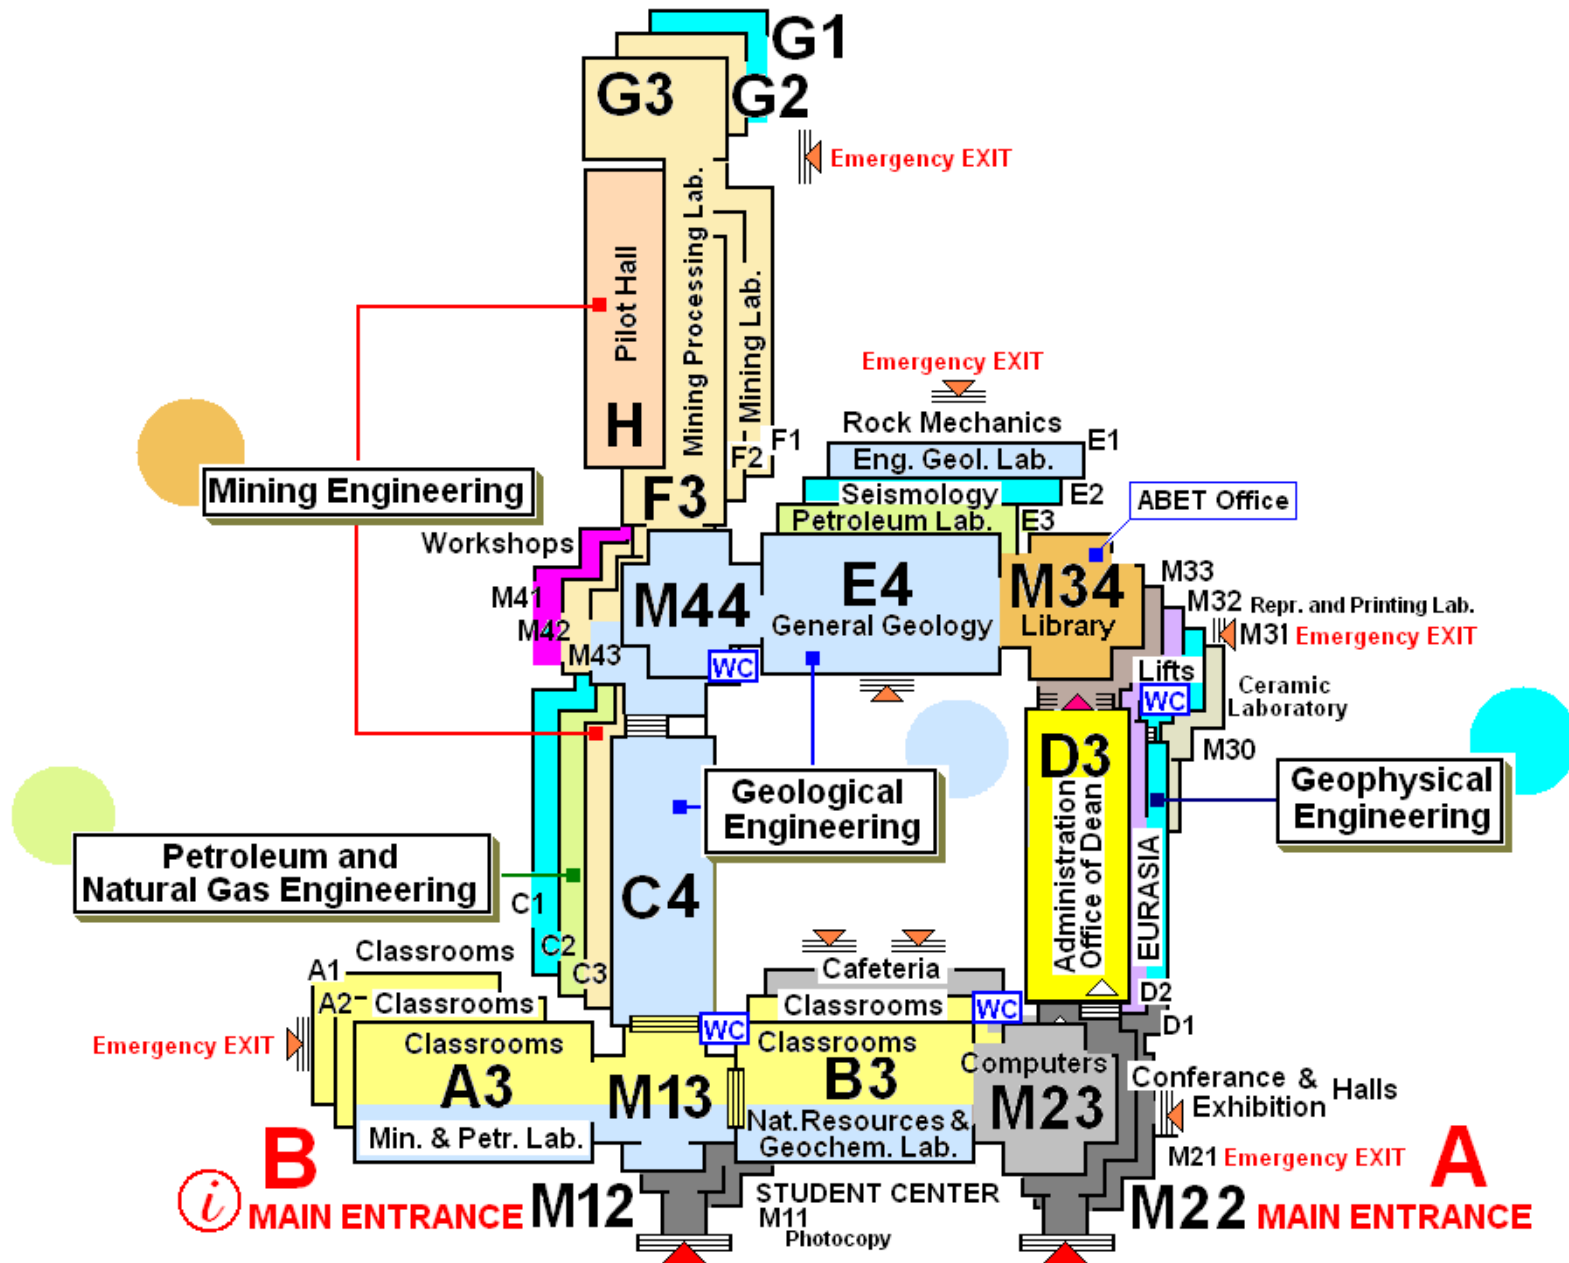 G1
G3
G2
Emergency EXIT
Pilot Hall
Mining Processing Lab.
Mining Lab.
H
F1
F2
F3
Emergency EXIT
Rock Mechanics
E1
Eng. Geol. Lab.
Seismology
E2
Petroleum Lab.
E3
ABET Office
Mining Engineering
Workshops
M41
M42
M43
M44
E4
General Geology
M34
Library
M33
M32
Repr. and Printing Lab.
M31
Emergency EXIT
WC
Lifts
WC
Ceramic
Laboratory
M30
D3
Administration
Office of Dean
EURASIA
Geological
Engineering
Geophysical
Engineering
Petroleum and
Natural Gas Engineering
C1
C2
C3
C4
D2
D1
Classrooms
A1
A2
Classrooms
Cafeteria
Classrooms
WC
WC
Emergency EXIT
Classrooms
A3
Min. & Petr. Lab.
M13
Classrooms
B3
Nat.Resources &
Geochem. Lab.
Computers
M23
Conferance &
Exhibition
Halls
M21
Emergency EXIT
A
B
i
MAIN ENTRANCE
M12
STUDENT CENTER
M11
Photocopy
M22
MAIN ENTRANCE